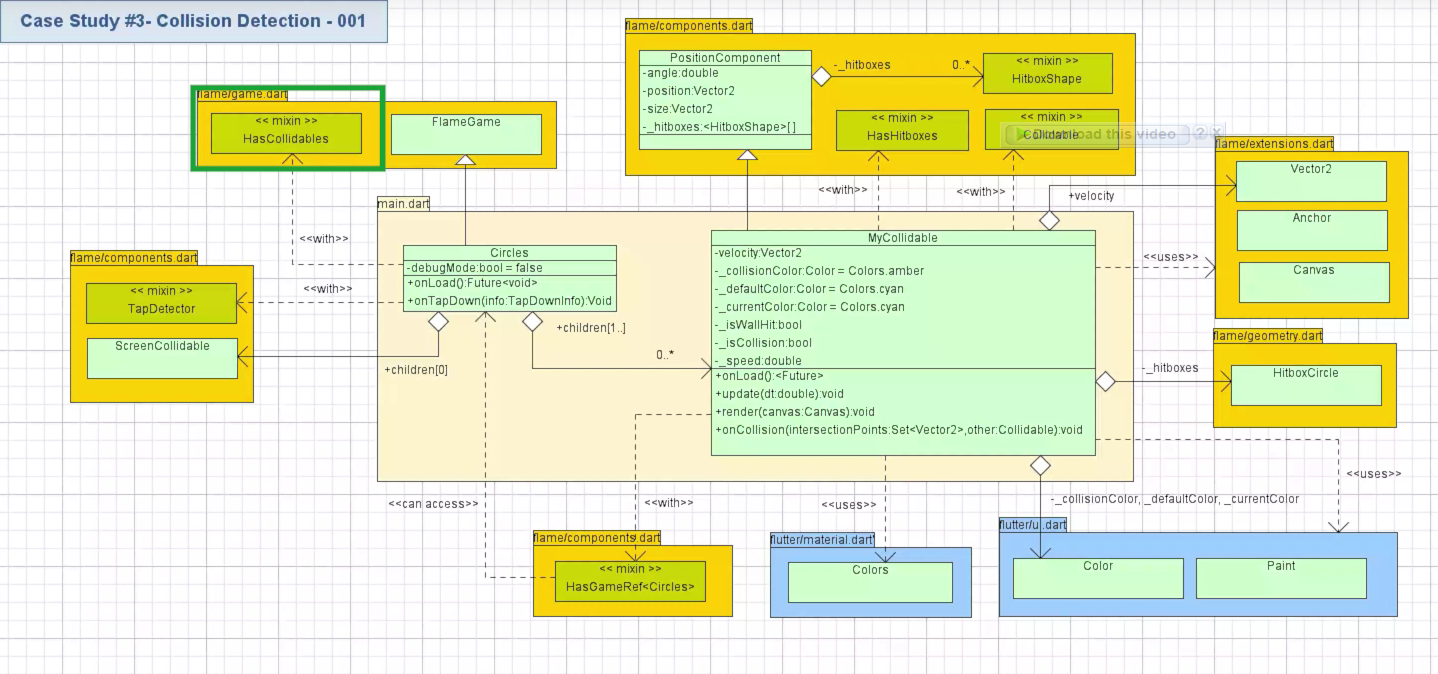 Case Study #3- Collision Detection - 001
flame/components.dart
PositionComponent
-angle:double
-position:Vector2
-size:Vector2
-_hitboxes:<HitboxShape>[]
-_hitboxes
0..*
<< mixin >>
HitboxShape
<< mixin >>
HasHitboxes
<< mixin >>
Collidable
Download this video
? X
flame/game.dart
<< mixin >>
HasCollidables
FlameGame
flame/extensions.dart
Vector2
Anchor
Canvas
<<with>>
<<with>>
+velocity
<<uses>>
main.dart
<<with>>
Circles
-debugMode:bool = false
+onLoad():Future<void>
+onTapDown(info:TapDownInfo):Void
flame/components.dart
<< mixin >>
TapDetector
ScreenCollidable
<<with>>
+children[0]
+children[1..]
0..*
MyCollidable
-velocity:Vector2
-_collisionColor:Color = Colors.amber
-_defaultColor:Color = Colors.cyan
-_currentColor:Color = Colors.cyan
-_isWallHit:bool
-_isCollision:bool
-_speed:double
+onLoad():<Future>
+update(dt:double):void
+render(canvas:Canvas):void
+onCollision(intersectionPoints:Set<Vector2>,other:Collidable):void
flame/geometry.dart
-_hitboxes
HitboxCircle
<<uses>>
<<can access>>
<<with>>
<<uses>>
-_collisionColor, _defaultColor, _currentColor
flame/components.dart
<< mixin >>
HasGameRef<Circles>
flutter/material.dart'
Colors
flutter/ui.dart
Color
Paint